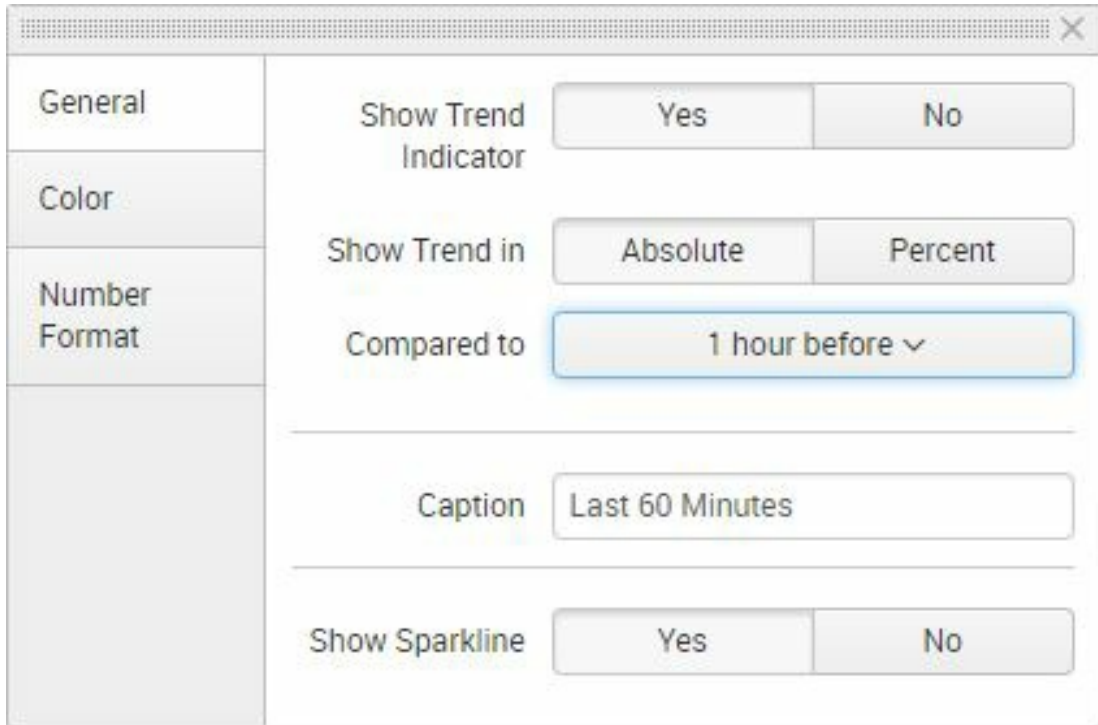 General
Color
Number
Format
Show Trend
Indicator
Yes
No
Show Trend in
Absolute
Percent
Compared to
1 hour before
Caption
Last 60 Minutes
Show Sparkline
Yes
No